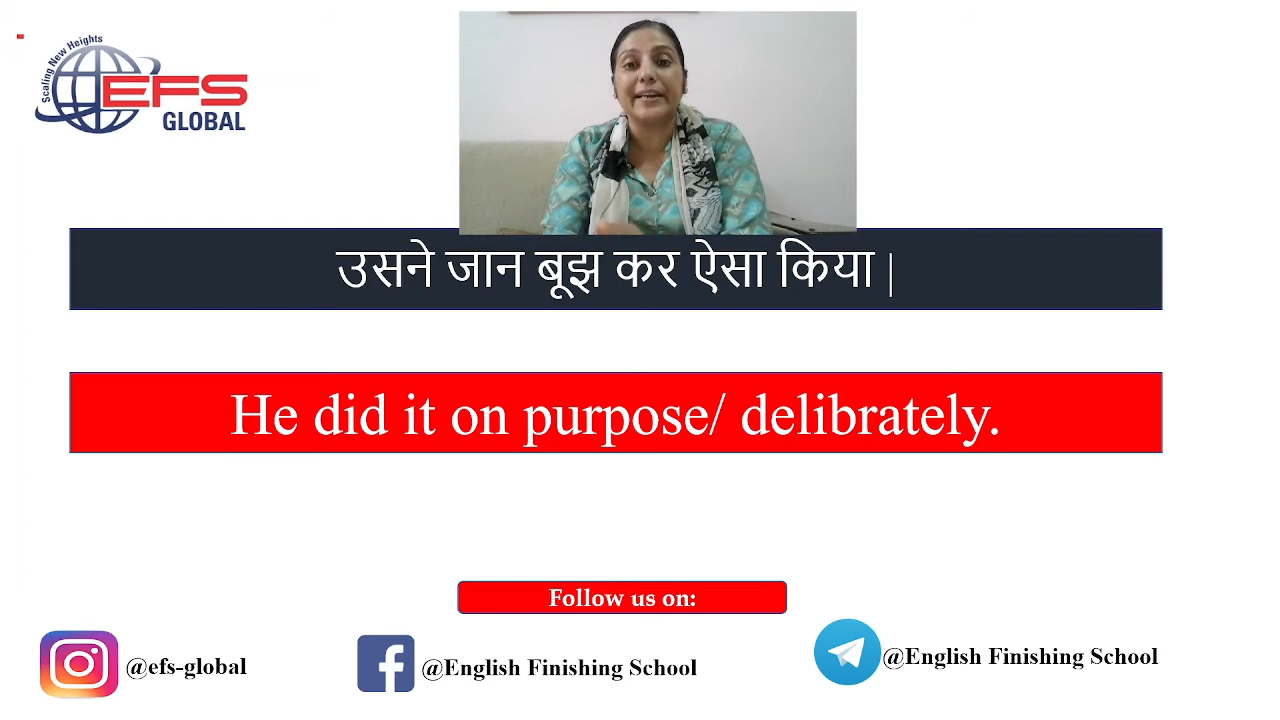 Scaling New Heights
EFS
GLOBAL
उसने जान बूझ कर ऐसा किया |
He did it on purpose/ delibrately.
Follow us on:
@efs-global
@English Finishing School
@English Finishing School